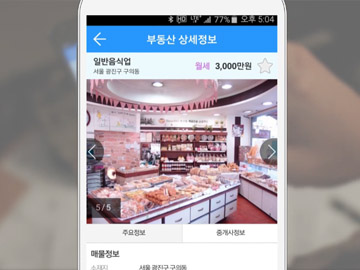 77% 오후 5:04
부동산 상세정보
일반음식업
서울 광진구 구의동
월세 3,000만원
5/5
주요정보
중개사정보
매물정보
소재지 서울 광진구 구의동